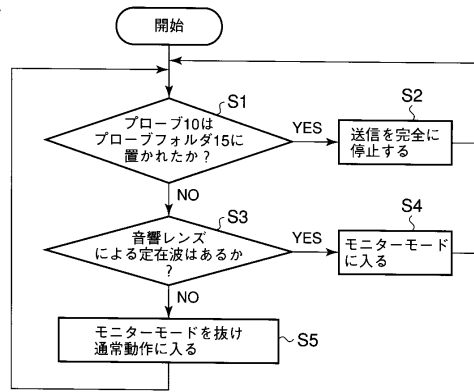 開始
S1
プローブ10は
プローブフォルダ15に
置かれたか？
YES
S2
送信を完全に
停止する
NO
S3
音響レンズ
による定在波はあるか
？
YES
S4
モニターモード
に入る
NO
モニターモードを抜け
通常動作に入る
S5